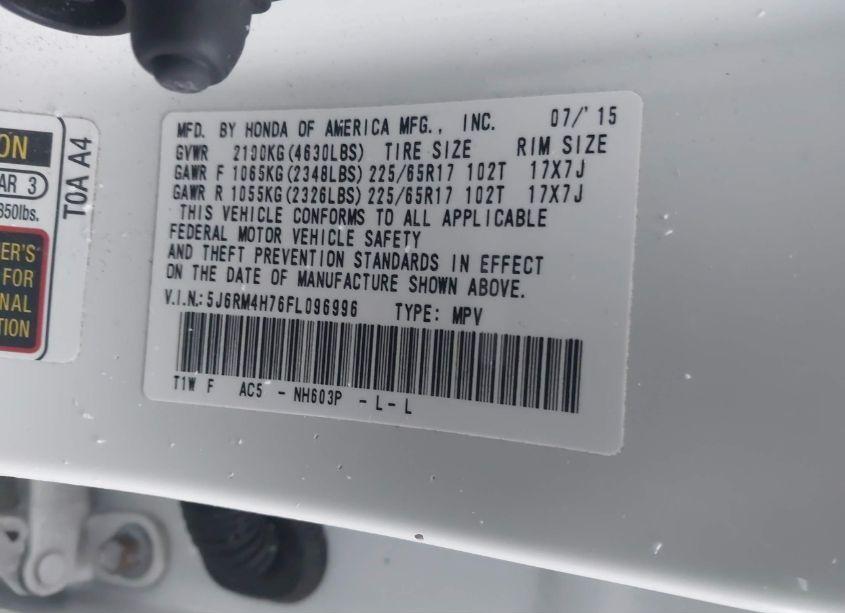 MFD. BY HONDA OF AMERICA MFG., INC. 07/'15
GVWR 2100KG(4630LBS) TIRE SIZE RIM SIZE
GAWR F 1065KG(2348LBS) 225/65R17 102T 17X7J
GAWR R 1055KG(2326LBS) 225/65R17 102T 17X7J
THIS VEHICLE CONFORMS TO ALL APPLICABLE
FEDERAL MOTOR VEHICLE SAFETY
AND THEFT PREVENTION STANDARDS IN EFFECT
ON THE DATE OF MANUFACTURE SHOWN ABOVE.
V.I.N.:5J6RM4H76FL096996 TYPE: MPV
T1W F AC5 - NH603P - L- L
ON
AR 3
850lbs.
ER'S
FOR
NAL
TION
T0A A4